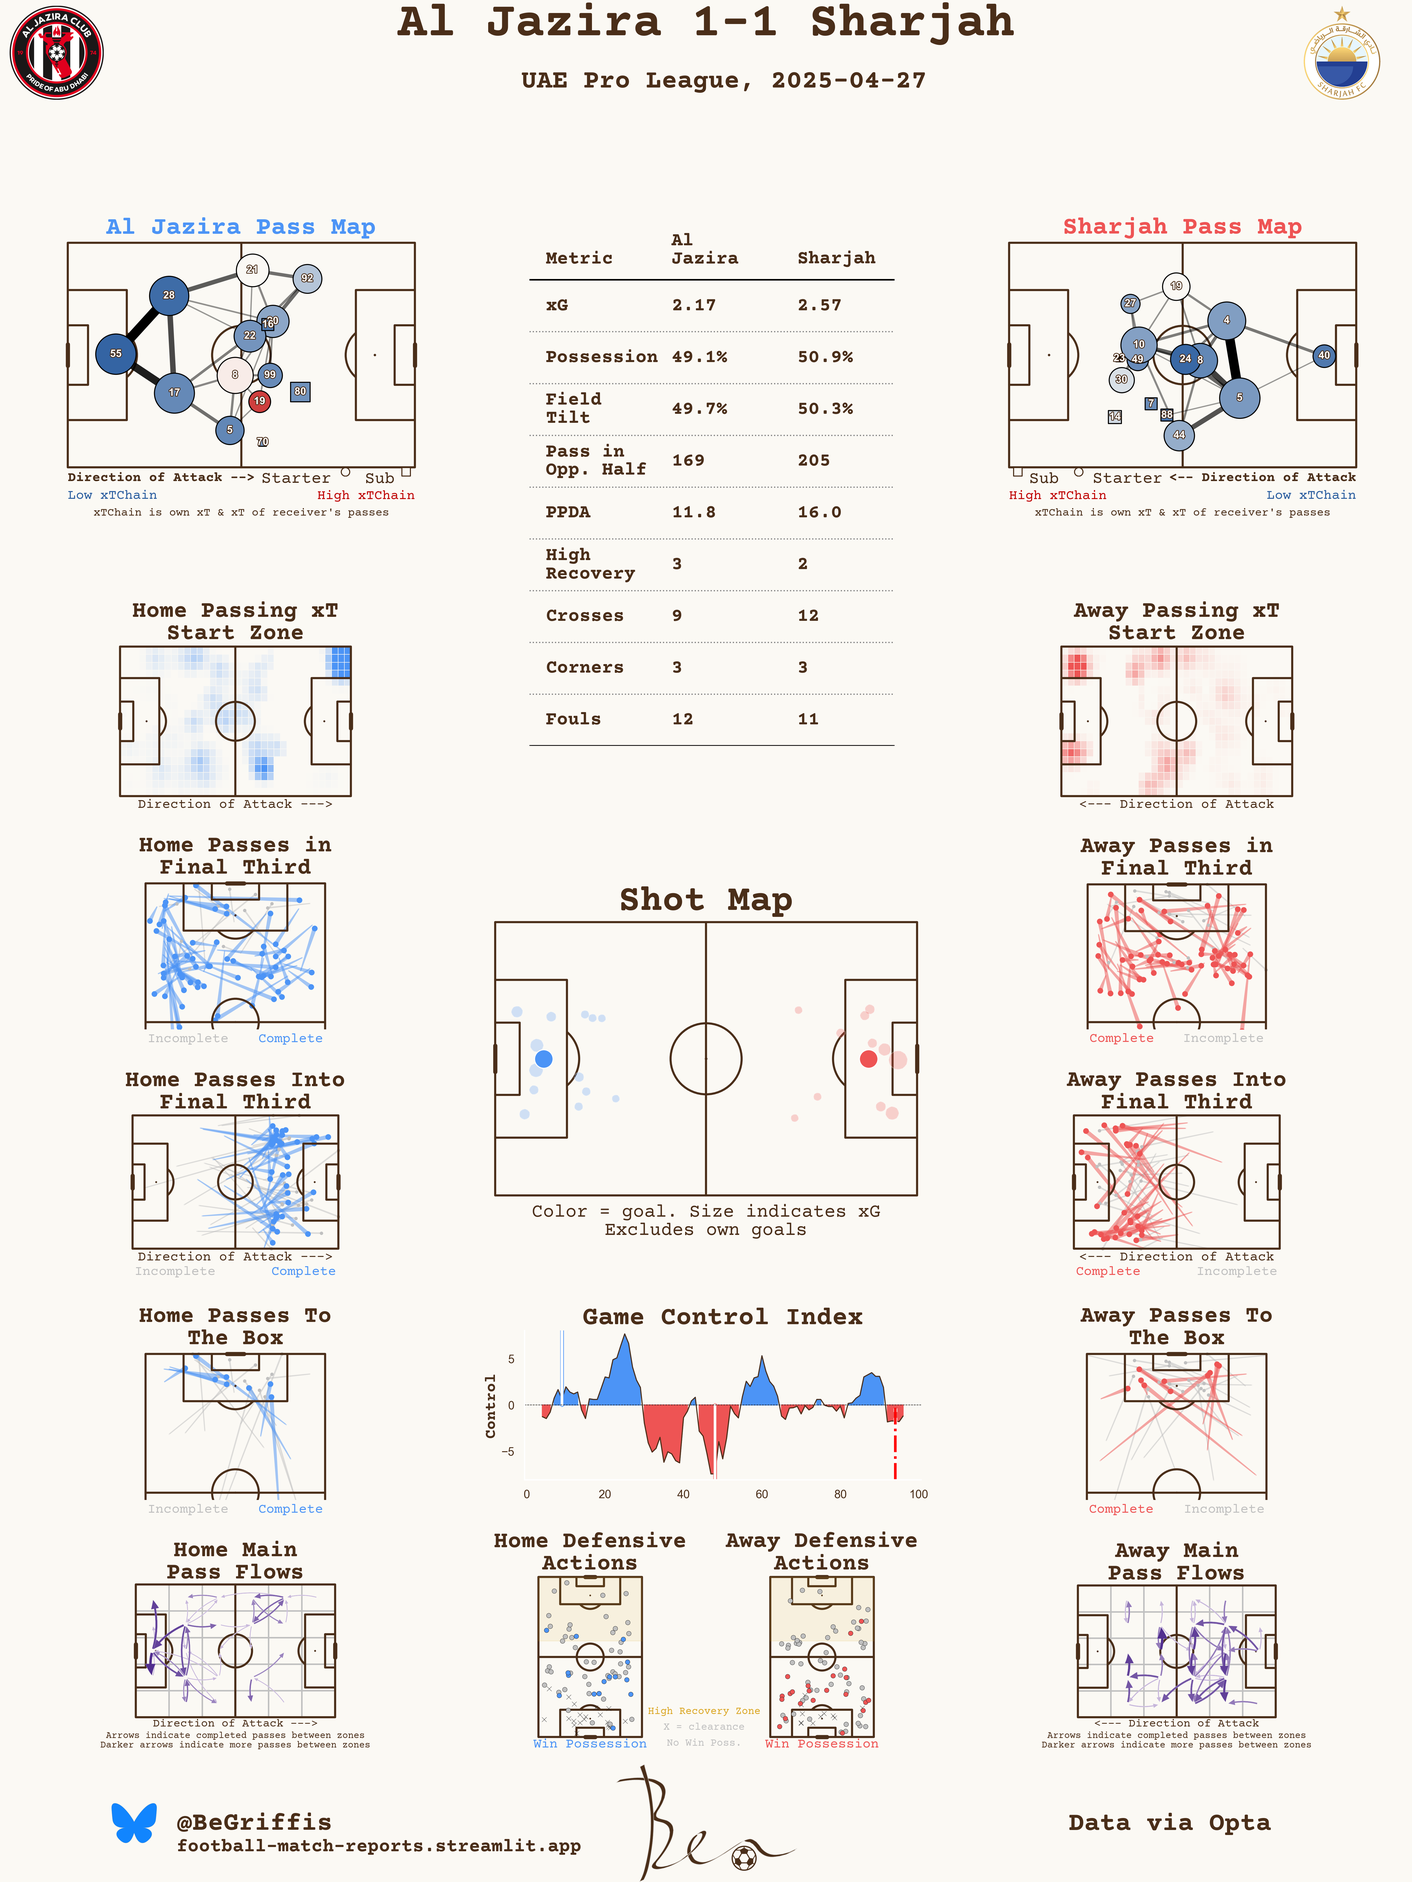 Al Jazira 1-1 Sharjah
UAE Pro League, 2025-04-27
AL JAZIRA CLUB
PRIDE OF ABU DHABI
SHARJAH FC
Al Jazira Pass Map
21
92
28
20
16
22
55
8
99
17
19
80
5
70
Direction of Attack --> Starter Sub
Low xTChain High xTChain
xTChain is own xT & xT of receiver's passes
Metric Al Jazira Sharjah
xG 2.17 2.57
Possession 49.1% 50.9%
Field Tilt 49.7% 50.3%
Pass in Opp. Half 169 205
PPDA 11.8 16.0
High Recovery 3 2
Crosses 9 12
Corners 3 3
Fouls 12 11
Sharjah Pass Map
19
27
4
10
23
49
24
8
40
30
7
5
14
88
44
Sub Starter <-- Direction of Attack
High xTChain Low xTChain
xTChain is own xT & xT of receiver's passes
Home Passing xT
Start Zone
Direction of Attack --->
Away Passing xT
Start Zone
<--- Direction of Attack
Home Passes in
Final Third
Incomplete Complete
Away Passes in
Final Third
Complete Incomplete
Shot Map
Color = goal. Size indicates xG
Excludes own goals
Home Passes Into
Final Third
Direction of Attack --->
Incomplete Complete
Away Passes Into
Final Third
<--- Direction of Attack
Complete Incomplete
Home Passes To
The Box
Incomplete Complete
Game Control Index
Control
5
0
−5
0 20 40 60 80 100
Away Passes To
The Box
Complete Incomplete
Home Main
Pass Flows
Direction of Attack --->
Arrows indicate completed passes between zones
Darker arrows indicate more passes between zones
Home Defensive
Actions
Win Possession
High Recovery Zone
X = clearance
No Win Poss.
Away Defensive
Actions
Win Possession
Away Main
Pass Flows
<--- Direction of Attack
Arrows indicate completed passes between zones
Darker arrows indicate more passes between zones
@BeGriffis
football-match-reports.streamlit.app
Ben
Data via Opta